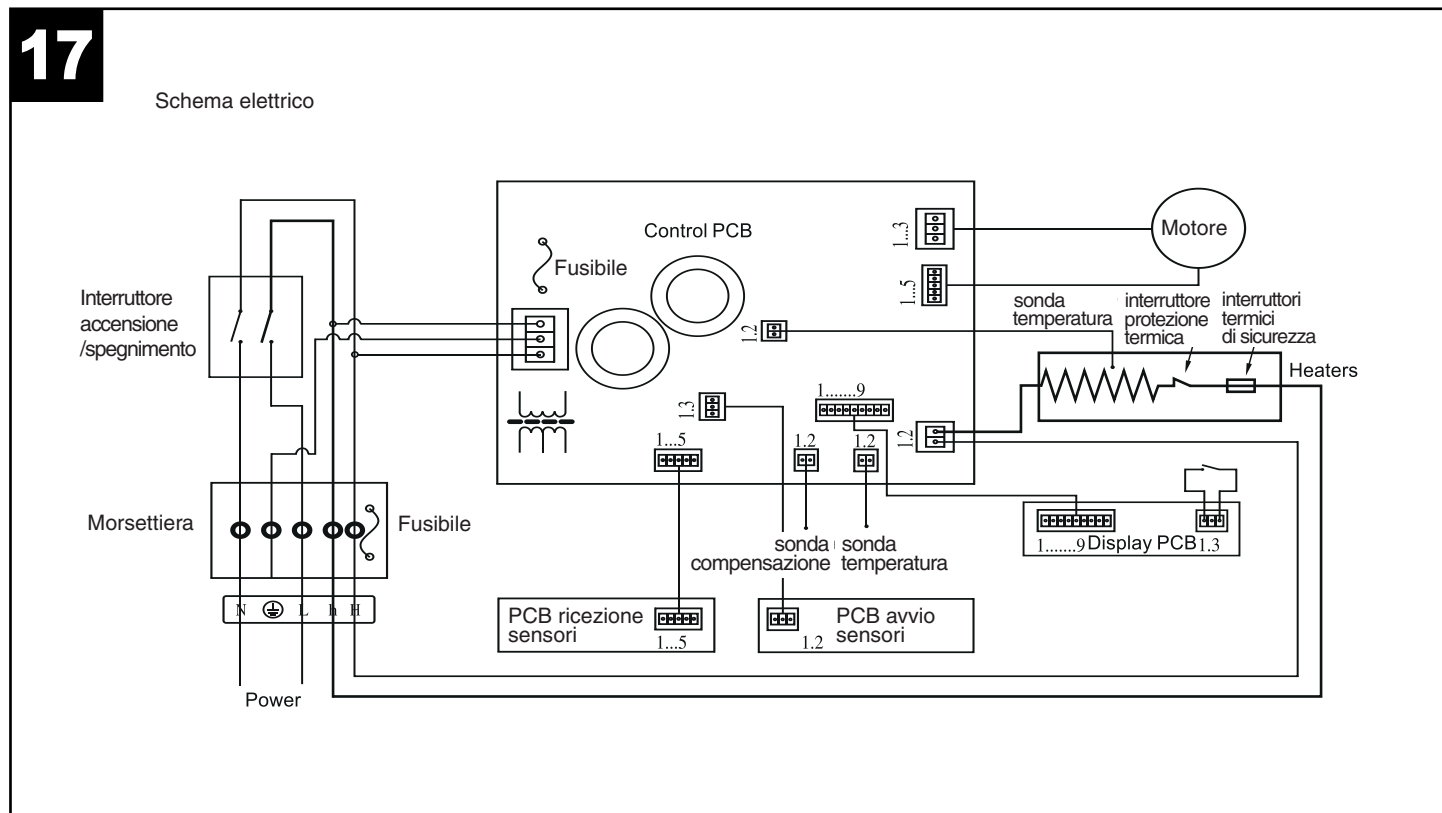 17
Schema elettrico
Control PCB
Fusibile
1...3
Motore
1...5
Interruttore
accensione
/spegnimento
1.2
sonda
temperatura
interruttore
protezione
termica
interruttori
termici
di sicurezza
Heaters
1.3
1.......9
1...5
1.2
1.2
1.2
Morsettiera
Fusibile
sonda
compensazione
sonda
temperatura
1.......9
Display PCB
1.3
N
L
h
H
PCB ricezione
sensori
1...5
PCB avvio
sensori
1.2
Power